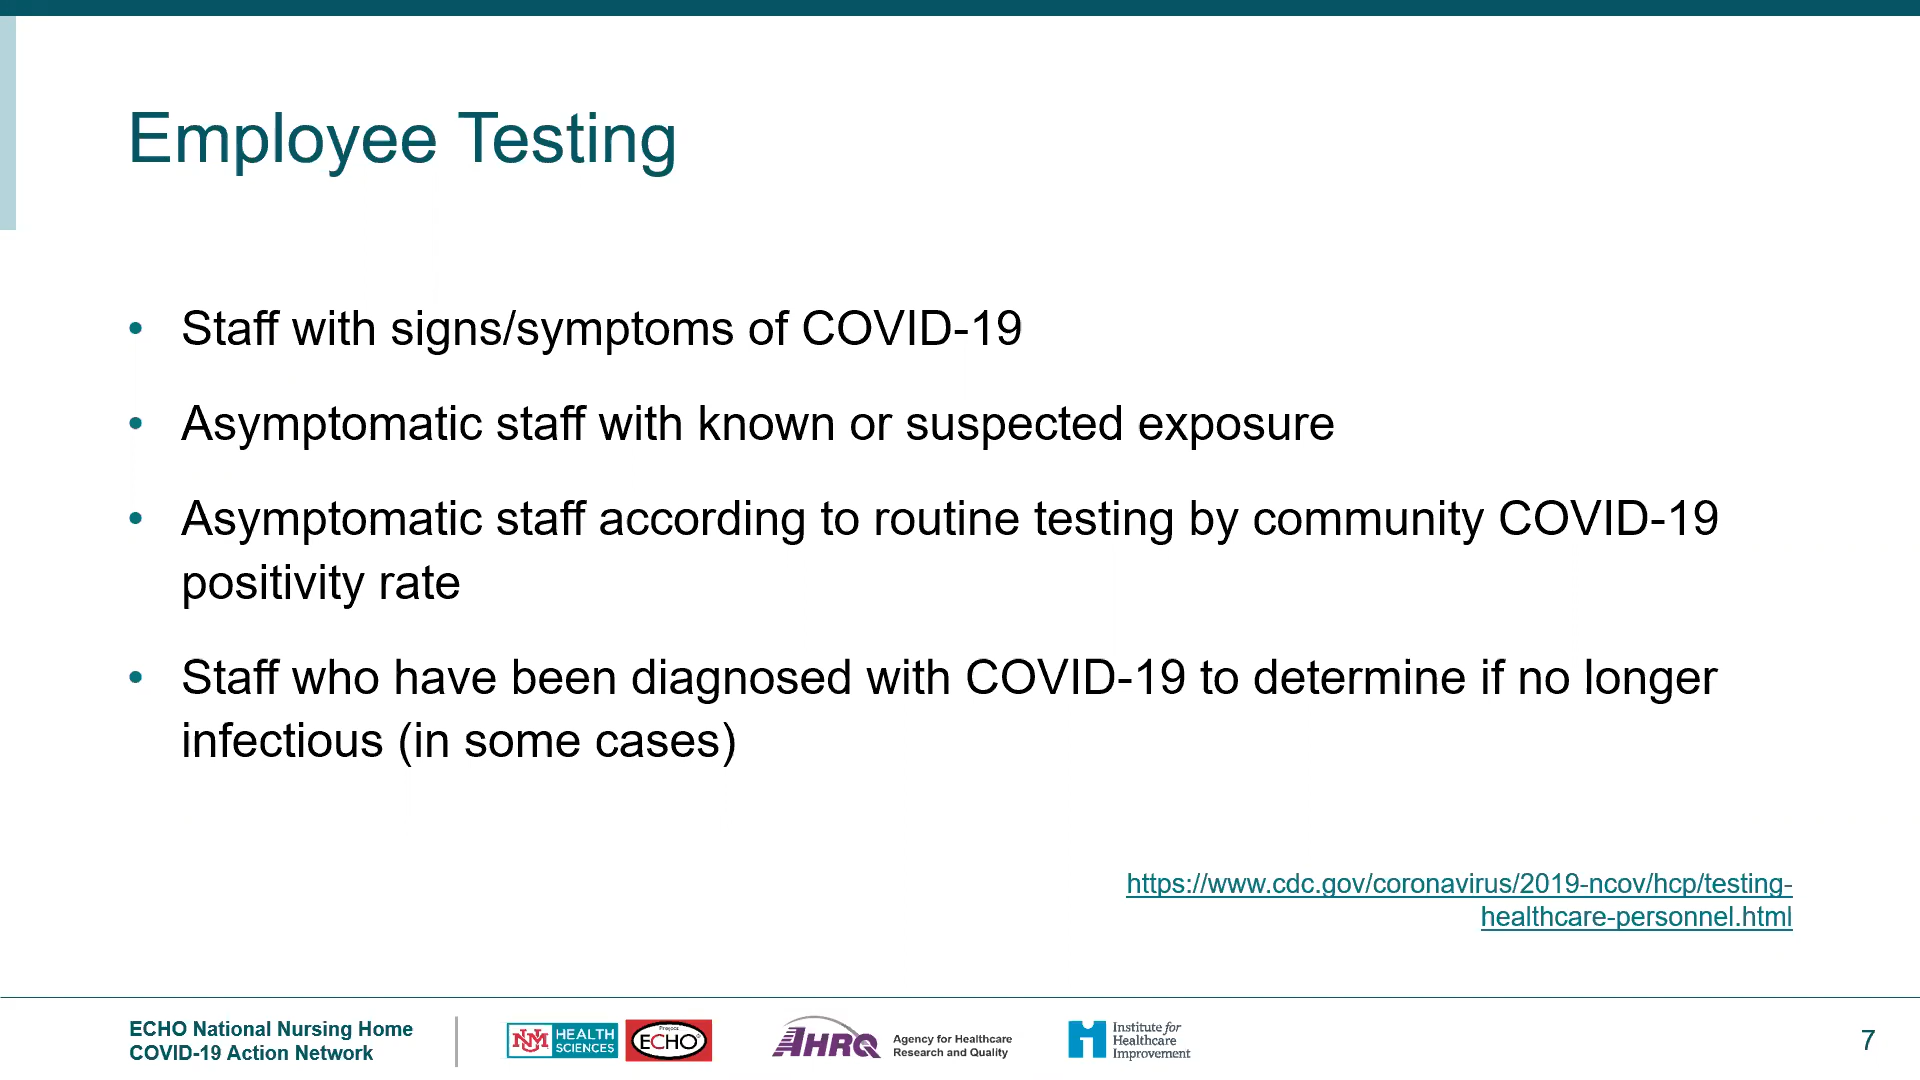 Employee Testing
• Staff with signs/symptoms of COVID-19
• Asymptomatic staff with known or suspected exposure
• Asymptomatic staff according to routine testing by community COVID-19
positivity rate
• Staff who have been diagnosed with COVID-19 to determine if no longer
infectious (in some cases)
https://www.cdc.gov/coronavirus/2019-ncov/hcp/testing-
healthcare-personnel.html
ECHO National Nursing Home
COVID-19 Action Network
NM HEALTH
SCIENCES
Project
ECHO®
AHRQ
Agency for Healthcare
Research and Quality
Institute for
Healthcare
Improvement
7